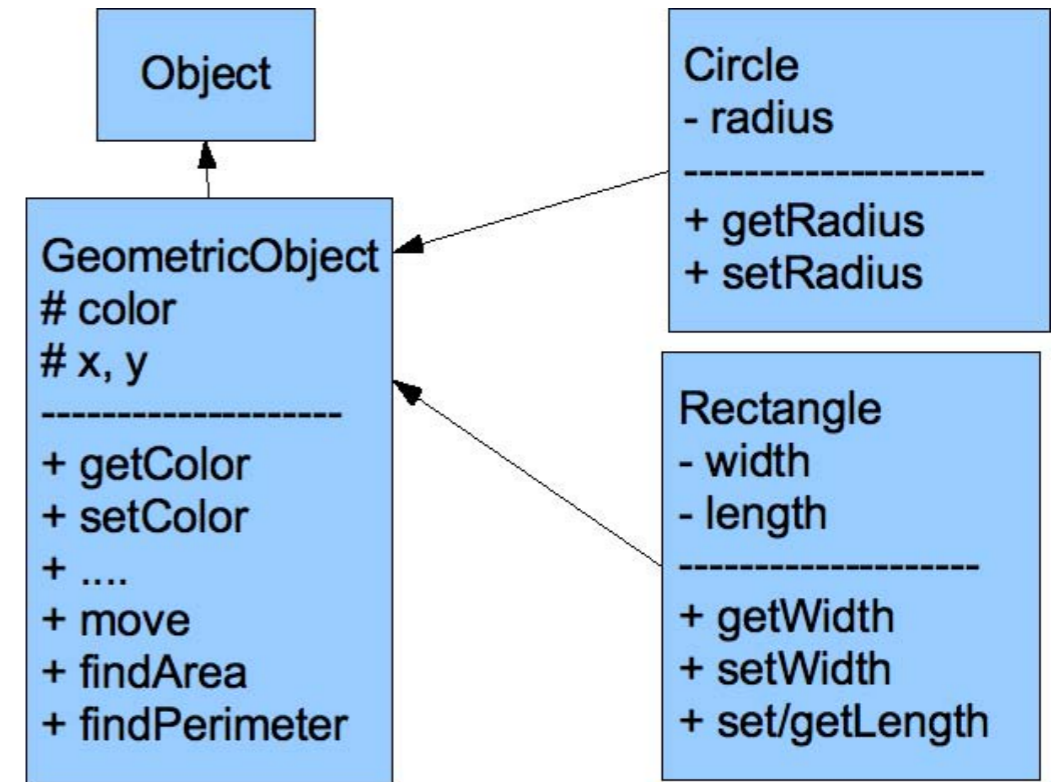 Object
GeometricObject
# color
# x, y
--------------------
+ getColor
+ setColor
+ ....
+ move
+ findArea
+ findPerimeter
Circle
- radius
--------------------
+ getRadius
+ setRadius
Rectangle
- width
- length
--------------------
+ getWidth
+ setWidth
+ set/getLength